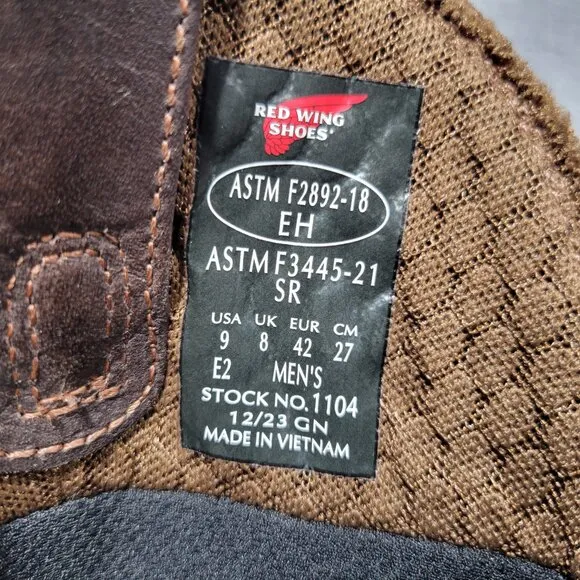 RED WING
SHOES
ASTM F2892-18
EH
ASTM F3445-21
SR
USA UK EUR CM
9 8 42 27
E2 MEN'S
STOCK NO. 1104
12/23 GN
MADE IN VIETNAM